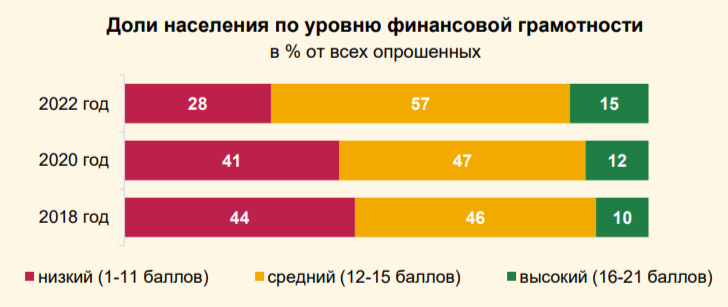 Доли населения по уровню финансовой грамотности
в % от всех опрошенных
2022 год 28 57 15
2020 год 41 47 12
2018 год 44 46 10
низкий (1-11 баллов) средний (12-15 баллов) высокий (16-21 баллов)